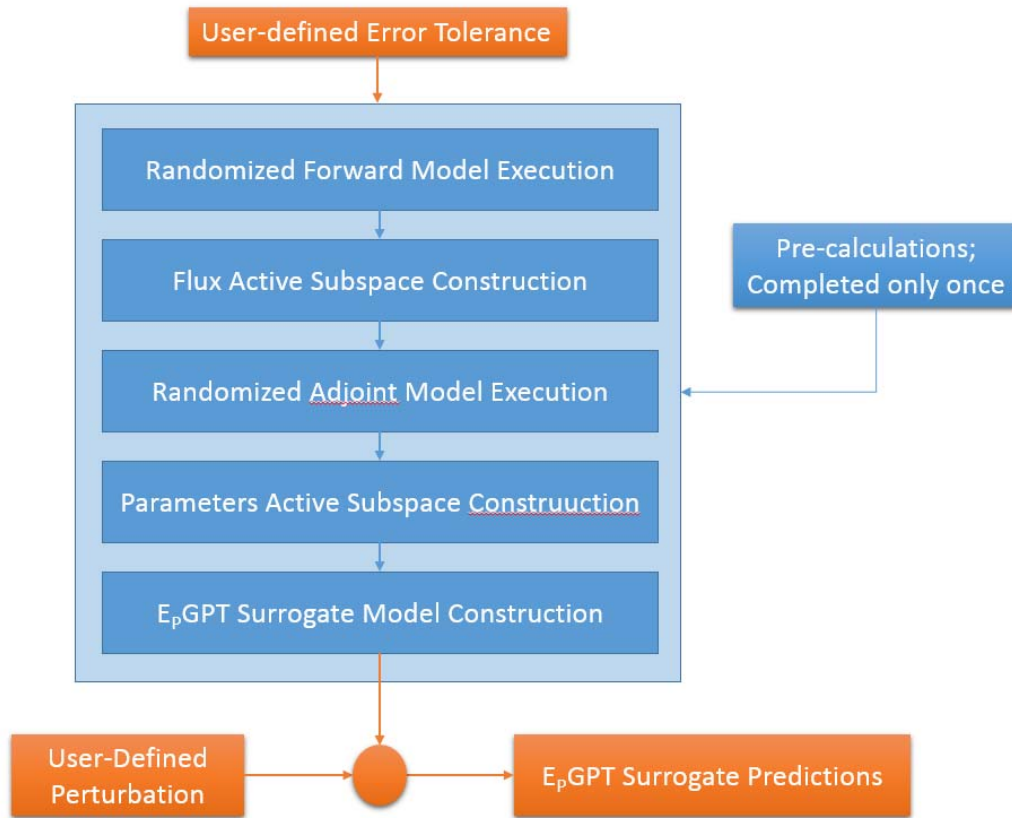 User-defined Error Tolerance
Randomized Forward Model Execution
Flux Active Subspace Construction
Pre-calculations;
Completed only once
Randomized Adjoint Model Execution
Parameters Active Subspace Construuction
EPGPT Surrogate Model Construction
User-Defined
Perturbation
EPGPT Surrogate Predictions